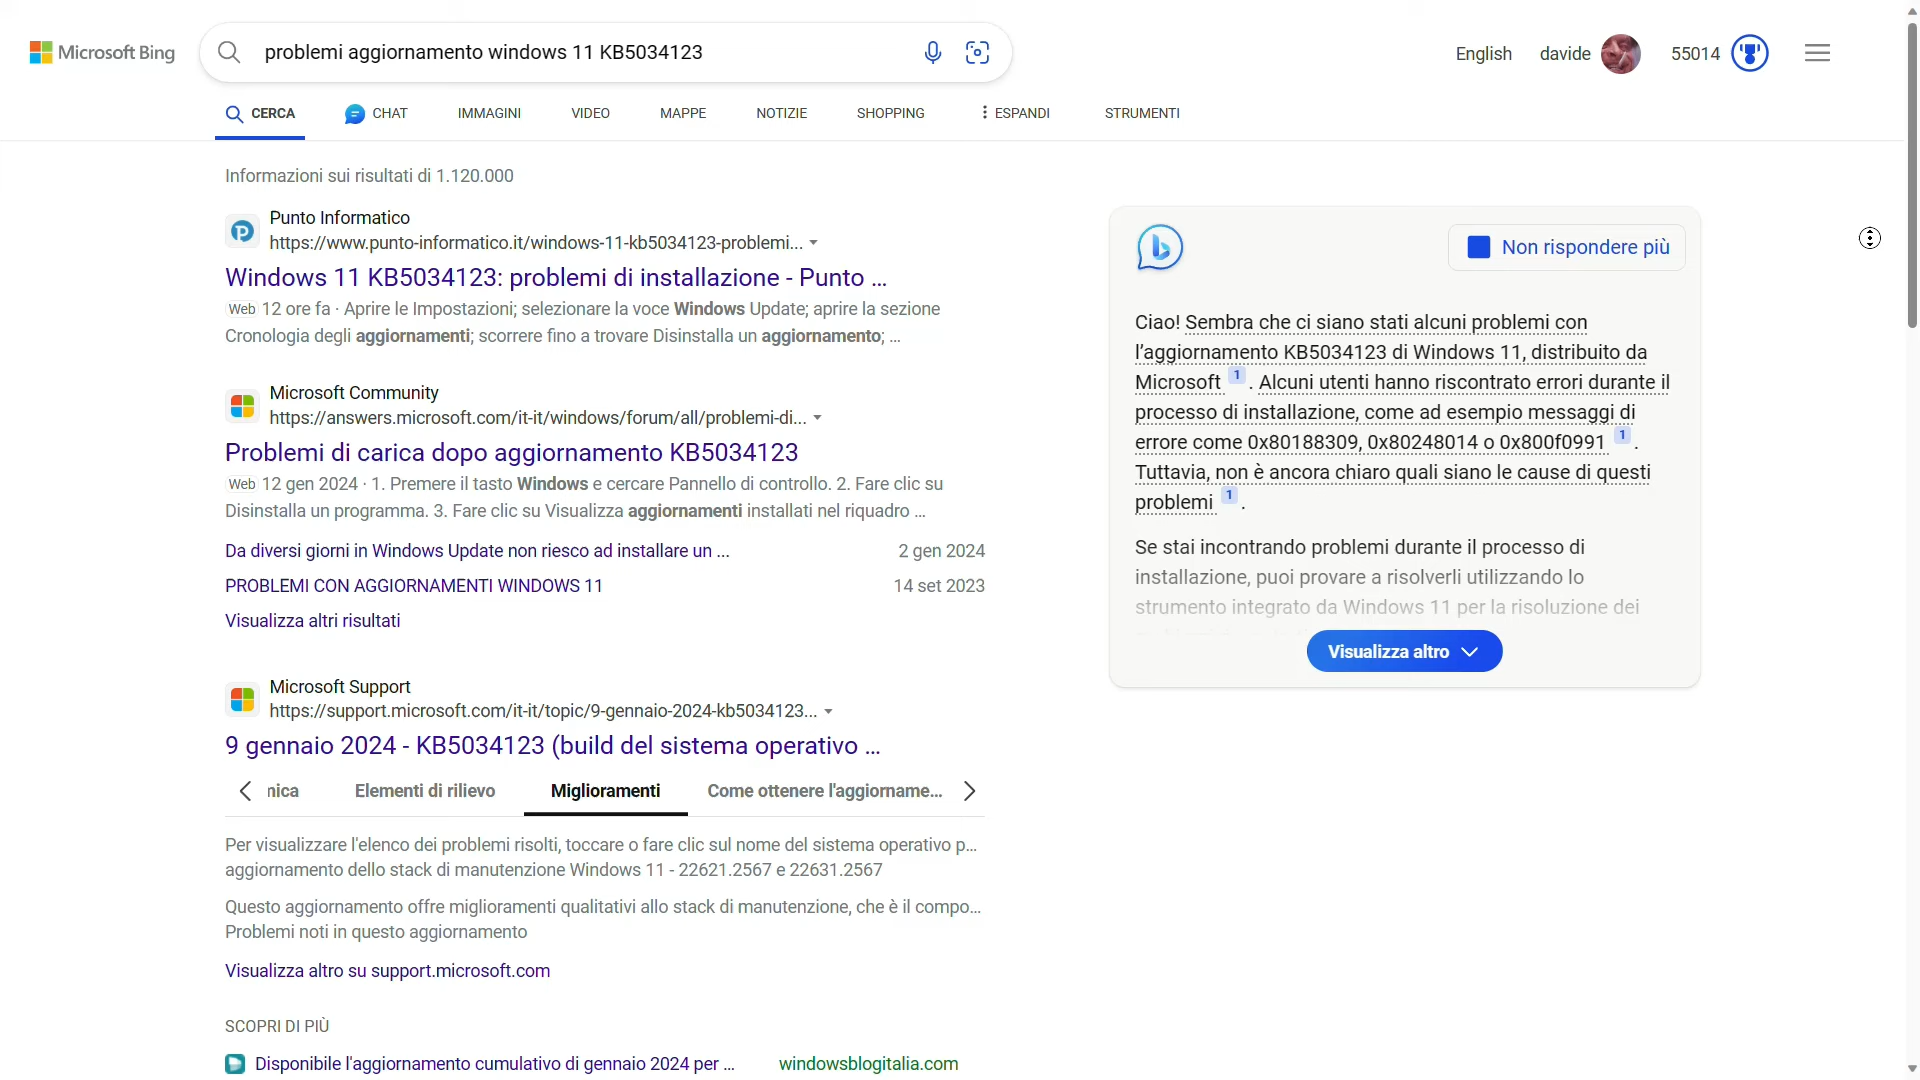 Microsoft Bing
problemi aggiornamento windows 11 KB5034123
English
davide
55014
CERCA
CHAT
IMMAGINI
VIDEO
MAPPE
NOTIZIE
SHOPPING
ESPANDI
STRUMENTI
Informazioni sui risultati di 1.120.000
Punto Informatico
https://www.punto-informatico.it/windows-11-kb5034123-problemi...
Windows 11 KB5034123: problemi di installazione - Punto ...
Web 12 ore fa · Aprire le Impostazioni; selezionare la voce Windows Update; aprire la sezione
Cronologia degli aggiornamenti; scorrere fino a trovare Disinstalla un aggiornamento; ...
Microsoft Community
https://answers.microsoft.com/it-it/windows/forum/all/problemi-di...
Problemi di carica dopo aggiornamento KB5034123
Web 12 gen 2024 · 1. Premere il tasto Windows e cercare Pannello di controllo. 2. Fare clic su
Disinstalla un programma. 3. Fare clic su Visualizza aggiornamenti installati nel riquadro ...
Da diversi giorni in Windows Update non riesco ad installare un ... 2 gen 2024
PROBLEMI CON AGGIORNAMENTI WINDOWS 11 14 set 2023
Visualizza altri risultati
Microsoft Support
https://support.microsoft.com/it-it/topic/9-gennaio-2024-kb5034123...
9 gennaio 2024 - KB5034123 (build del sistema operativo ...
nica
Elementi di rilievo
Miglioramenti
Come ottenere l'aggiorname...
Per visualizzare l'elenco dei problemi risolti, toccare o fare clic sul nome del sistema operativo p...
aggiornamento dello stack di manutenzione Windows 11 - 22621.2567 e 22631.2567
Questo aggiornamento offre miglioramenti qualitativi allo stack di manutenzione, che è il compo...
Problemi noti in questo aggiornamento
Visualizza altro su support.microsoft.com
SCOPRI DI PIÙ
Disponibile l'aggiornamento cumulativo di gennaio 2024 per ... windowsblogitalia.com
Non rispondere più
Ciao! Sembra che ci siano stati alcuni problemi con
l'aggiornamento KB5034123 di Windows 11, distribuito da
Microsoft 1. Alcuni utenti hanno riscontrato errori durante il
processo di installazione, come ad esempio messaggi di
errore come 0x80188309, 0x80248014 o 0x800f0991 1.
Tuttavia, non è ancora chiaro quali siano le cause di questi
problemi 1.
Se stai incontrando problemi durante il processo di
installazione, puoi provare a risolverli utilizzando lo
strumento integrato da Windows 11 per la risoluzione dei
Visualizza altro